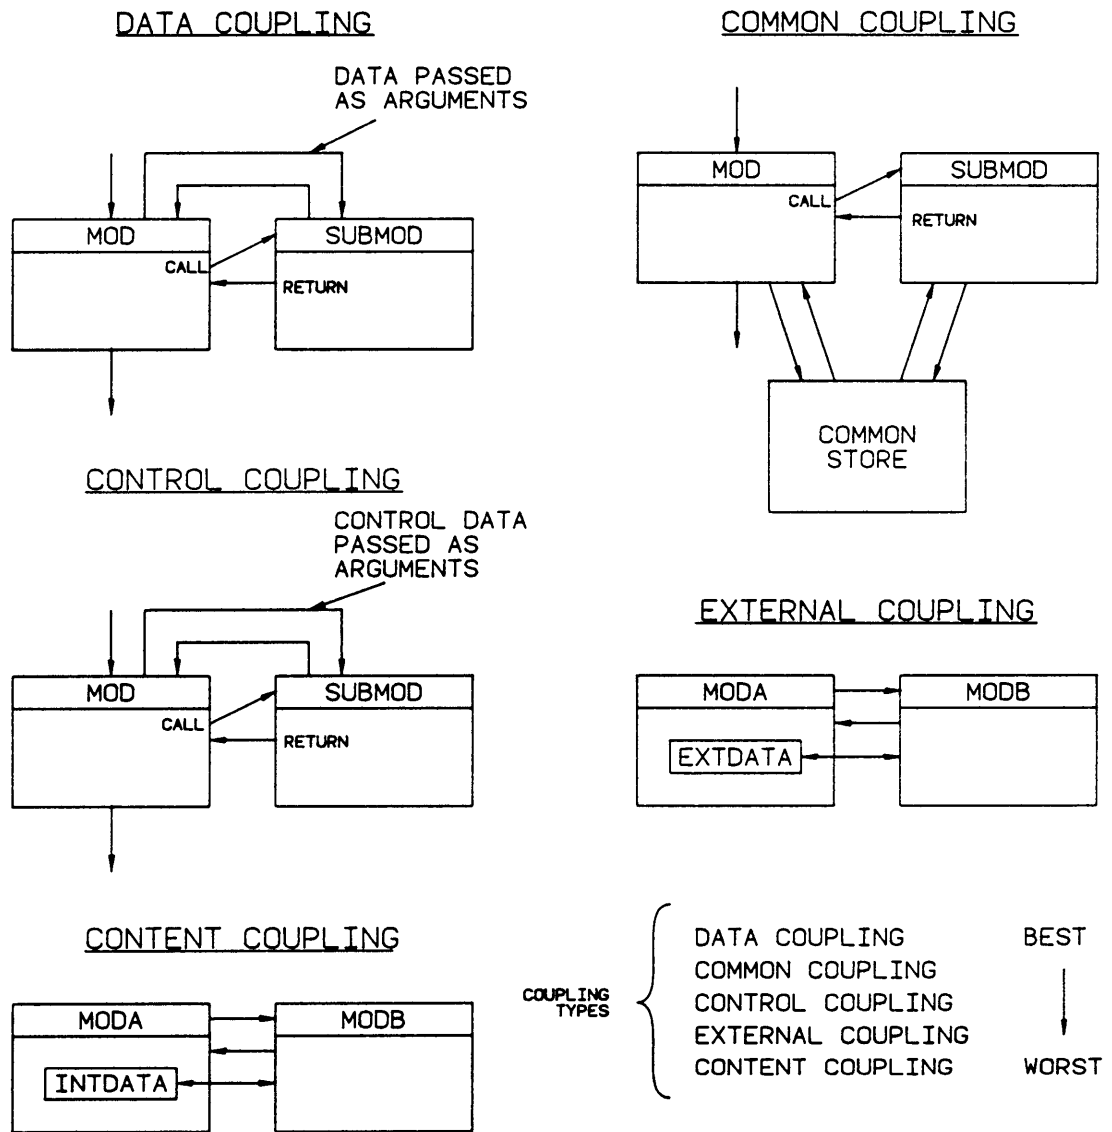 DATA COUPLING
DATA PASSED
AS ARGUMENTS
MOD
SUBMOD
CALL
RETURN
COMMON COUPLING
MOD
SUBMOD
CALL
RETURN
COMMON
STORE
CONTROL COUPLING
CONTROL DATA
PASSED AS
ARGUMENTS
MOD
SUBMOD
CALL
RETURN
EXTERNAL COUPLING
MODA
MODB
EXTDATA
CONTENT COUPLING
MODA
MODB
INTDATA
COUPLING
TYPES
DATA COUPLING BEST
COMMON COUPLING
CONTROL COUPLING
EXTERNAL COUPLING
CONTENT COUPLING WORST